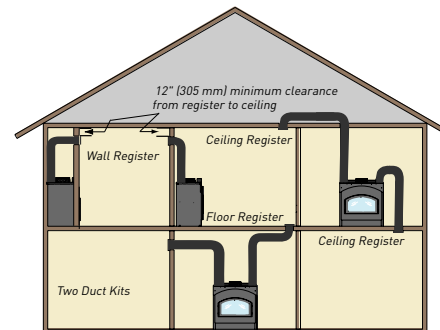 12" (305 mm) minimum clearance
from register to ceiling
Wall Register
Ceiling Register
Floor Register
Ceiling Register
Two Duct Kits